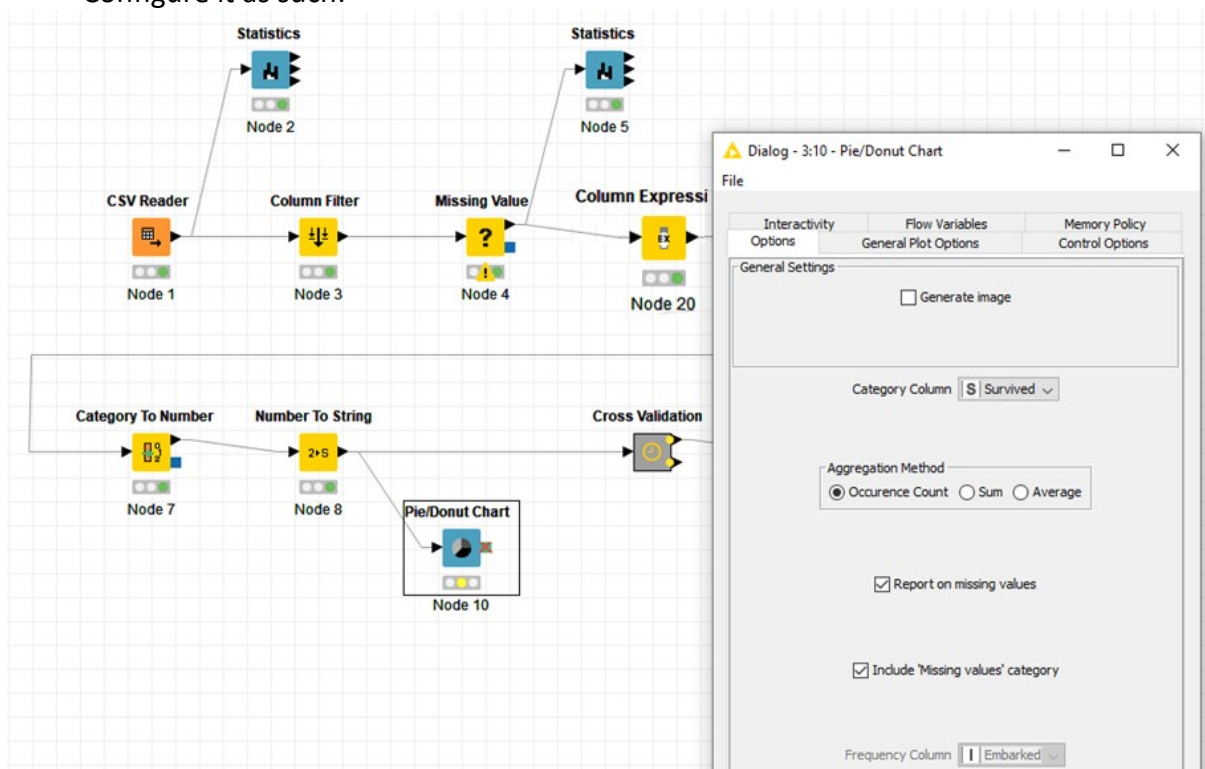 Configure it as such:
Statistics
Statistics
Node 2
Node 5
CSV Reader
Column Filter
Missing Value
Column Expressi
?
EX
Node 1
Node 3
Node 4
Node 20
Category To Number
Number To String
Cross Validation
2▸S
Node 7
Node 8
Pie/Donut Chart
Node 10
Dialog - 3:10 - Pie/Donut Chart
File
Interactivity Flow Variables Memory Policy
Options General Plot Options Control Options
General Settings
Generate image
Category Column S Survived
Aggregation Method
Occurence Count Sum Average
Report on missing values
Include 'Missing values' category
Frequency Column I Embarked